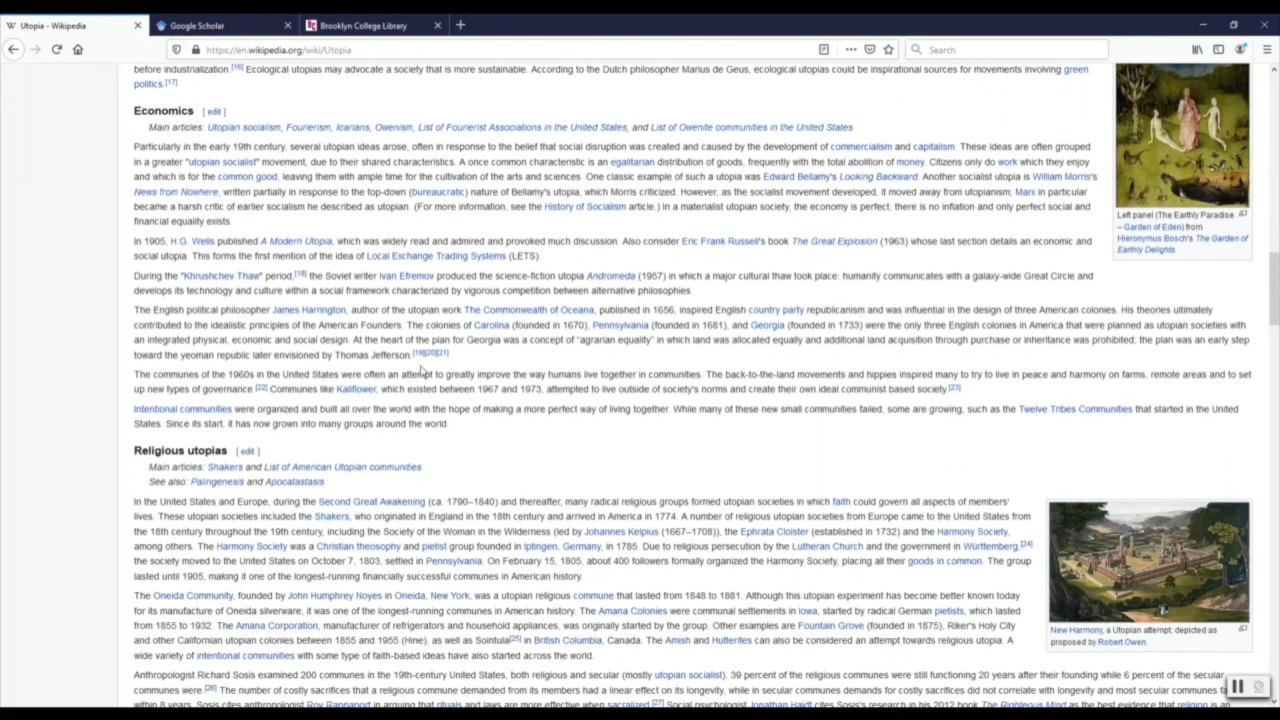 Utopia - Wikipedia
Google Scholar
Brooklyn College Library
https://en.wikipedia.org/wiki/Utopia
Search
before industrialization.[16] Ecological utopias may advocate a society that is more sustainable. According to the Dutch philosopher Marius de Geus, ecological utopias could be inspirational sources for movements involving green
politics.[17]
Economics [ edit ]
Main articles: Utopian socialism, Fourierism, Icarians, Owenism, List of Fourierist Associations in the United States, and List of Owenite communities in the United States
Particularly in the early 19th century, several utopian ideas arose, often in response to the belief that social disruption was created and caused by the development of commercialism and capitalism. These ideas are often grouped
in a greater "utopian socialist" movement, due to their shared characteristics. A once common characteristic is an egalitarian distribution of goods, frequently with the total abolition of money. Citizens only do work which they enjoy
and which is for the common good, leaving them with ample time for the cultivation of the arts and sciences. One classic example of such a utopia was Edward Bellamy's Looking Backward. Another socialist utopia is William Morris's
News from Nowhere, written partially in response to the top-down (bureaucratic) nature of Bellamy's utopia, which Morris criticized. However, as the socialist movement developed, it moved away from utopianism; Marx in particular
became a harsh critic of earlier socialism he described as utopian. (For more information, see the History of Socialism article.) In a materialist utopian society, the economy is perfect; there is no inflation and only perfect social and
financial equality exists.
Left panel (The Earthly Paradise
– Garden of Eden) from
Hieronymus Bosch's The Garden of
Earthly Delights.
In 1905, H.G. Wells published A Modern Utopia, which was widely read and admired and provoked much discussion. Also consider Eric Frank Russell's book The Great Explosion (1963) whose last section details an economic and
social utopia. This forms the first mention of the idea of Local Exchange Trading Systems (LETS).
During the "Khrushchev Thaw" period,[18] the Soviet writer Ivan Efremov produced the science-fiction utopia Andromeda (1957) in which a major cultural thaw took place: humanity communicates with a galaxy-wide Great Circle and
develops its technology and culture within a social framework characterized by vigorous competition between alternative philosophies.
The English political philosopher James Harrington, author of the utopian work The Commonwealth of Oceana, published in 1656, inspired English country party republicanism and was influential in the design of three American colonies. His theories ultimately
contributed to the idealistic principles of the American Founders. The colonies of Carolina (founded in 1670), Pennsylvania (founded in 1681), and Georgia (founded in 1733) were the only three English colonies in America that were planned as utopian societies with
an integrated physical, economic and social design. At the heart of the plan for Georgia was a concept of "agrarian equality" in which land was allocated equally and additional land acquisition through purchase or inheritance was prohibited; the plan was an early step
toward the yeoman republic later envisioned by Thomas Jefferson.[19][20][21]
The communes of the 1960s in the United States were often an attempt to greatly improve the way humans live together in communities. The back-to-the-land movements and hippies inspired many to try to live in peace and harmony on farms, remote areas and to set
up new types of governance.[22] Communes like Kaliflower, which existed between 1967 and 1973, attempted to live outside of society's norms and create their own ideal communist based society.[23]
Intentional communities were organized and built all over the world with the hope of making a more perfect way of living together. While many of these new small communities failed, some are growing, such as the Twelve Tribes Communities that started in the United
States. Since its start, it has now grown into many groups around the world.
Religious utopias [ edit ]
Main articles: Shakers and List of American Utopian communities
See also: Palingenesis and Apocatastasis
In the United States and Europe, during the Second Great Awakening (ca. 1790–1840) and thereafter, many radical religious groups formed utopian societies in which faith could govern all aspects of members'
lives. These utopian societies included the Shakers, who originated in England in the 18th century and arrived in America in 1774. A number of religious utopian societies from Europe came to the United States from
the 18th century throughout the 19th century, including the Society of the Woman in the Wilderness (led by Johannes Kelpius (1667–1708)), the Ephrata Cloister (established in 1732) and the Harmony Society,
among others. The Harmony Society was a Christian theosophy and pietist group founded in Iptingen, Germany, in 1785. Due to religious persecution by the Lutheran Church and the government in Württemberg,[24]
the society moved to the United States on October 7, 1803, settled in Pennsylvania. On February 15, 1805, about 400 followers formally organized the Harmony Society, placing all their goods in common. The group
lasted until 1905, making it one of the longest-running financially successful communes in American history.
The Oneida Community, founded by John Humphrey Noyes in Oneida, New York, was a utopian religious commune that lasted from 1848 to 1881. Although this utopian experiment has become better known today
for its manufacture of Oneida silverware, it was one of the longest-running communes in American history. The Amana Colonies were communal settlements in Iowa, started by radical German pietists, which lasted
from 1855 to 1932. The Amana Corporation, manufacturer of refrigerators and household appliances, was originally started by the group. Other examples are Fountain Grove (founded in 1875), Riker's Holy City
and other Californian utopian colonies between 1855 and 1955 (Hine), as well as Sointula[25] in British Columbia, Canada. The Amish and Hutterites can also be considered an attempt towards religious utopia. A
wide variety of intentional communities with some type of faith-based ideas have also started across the world.
New Harmony, a Utopian attempt; depicted as
proposed by Robert Owen.
Anthropologist Richard Sosis examined 200 communes in the 19th-century United States, both religious and secular (mostly utopian socialist). 39 percent of the religious communes were still functioning 20 years after their founding while 6 percent of the secular
communes were.[26] The number of costly sacrifices that a religious commune demanded from its members had a linear effect on its longevity, while in secular communes demands for costly sacrifices did not correlate with longevity and most secular communes
within 8 years. Sosis cites anthropologist Roy Rappaport in arguing that rituals and laws are more effective when sacralized.[27] Social psychologist Jonathan Haidt cites Sosis's research in his 2012 book The Righteous Mind as the best evidence that religion is an